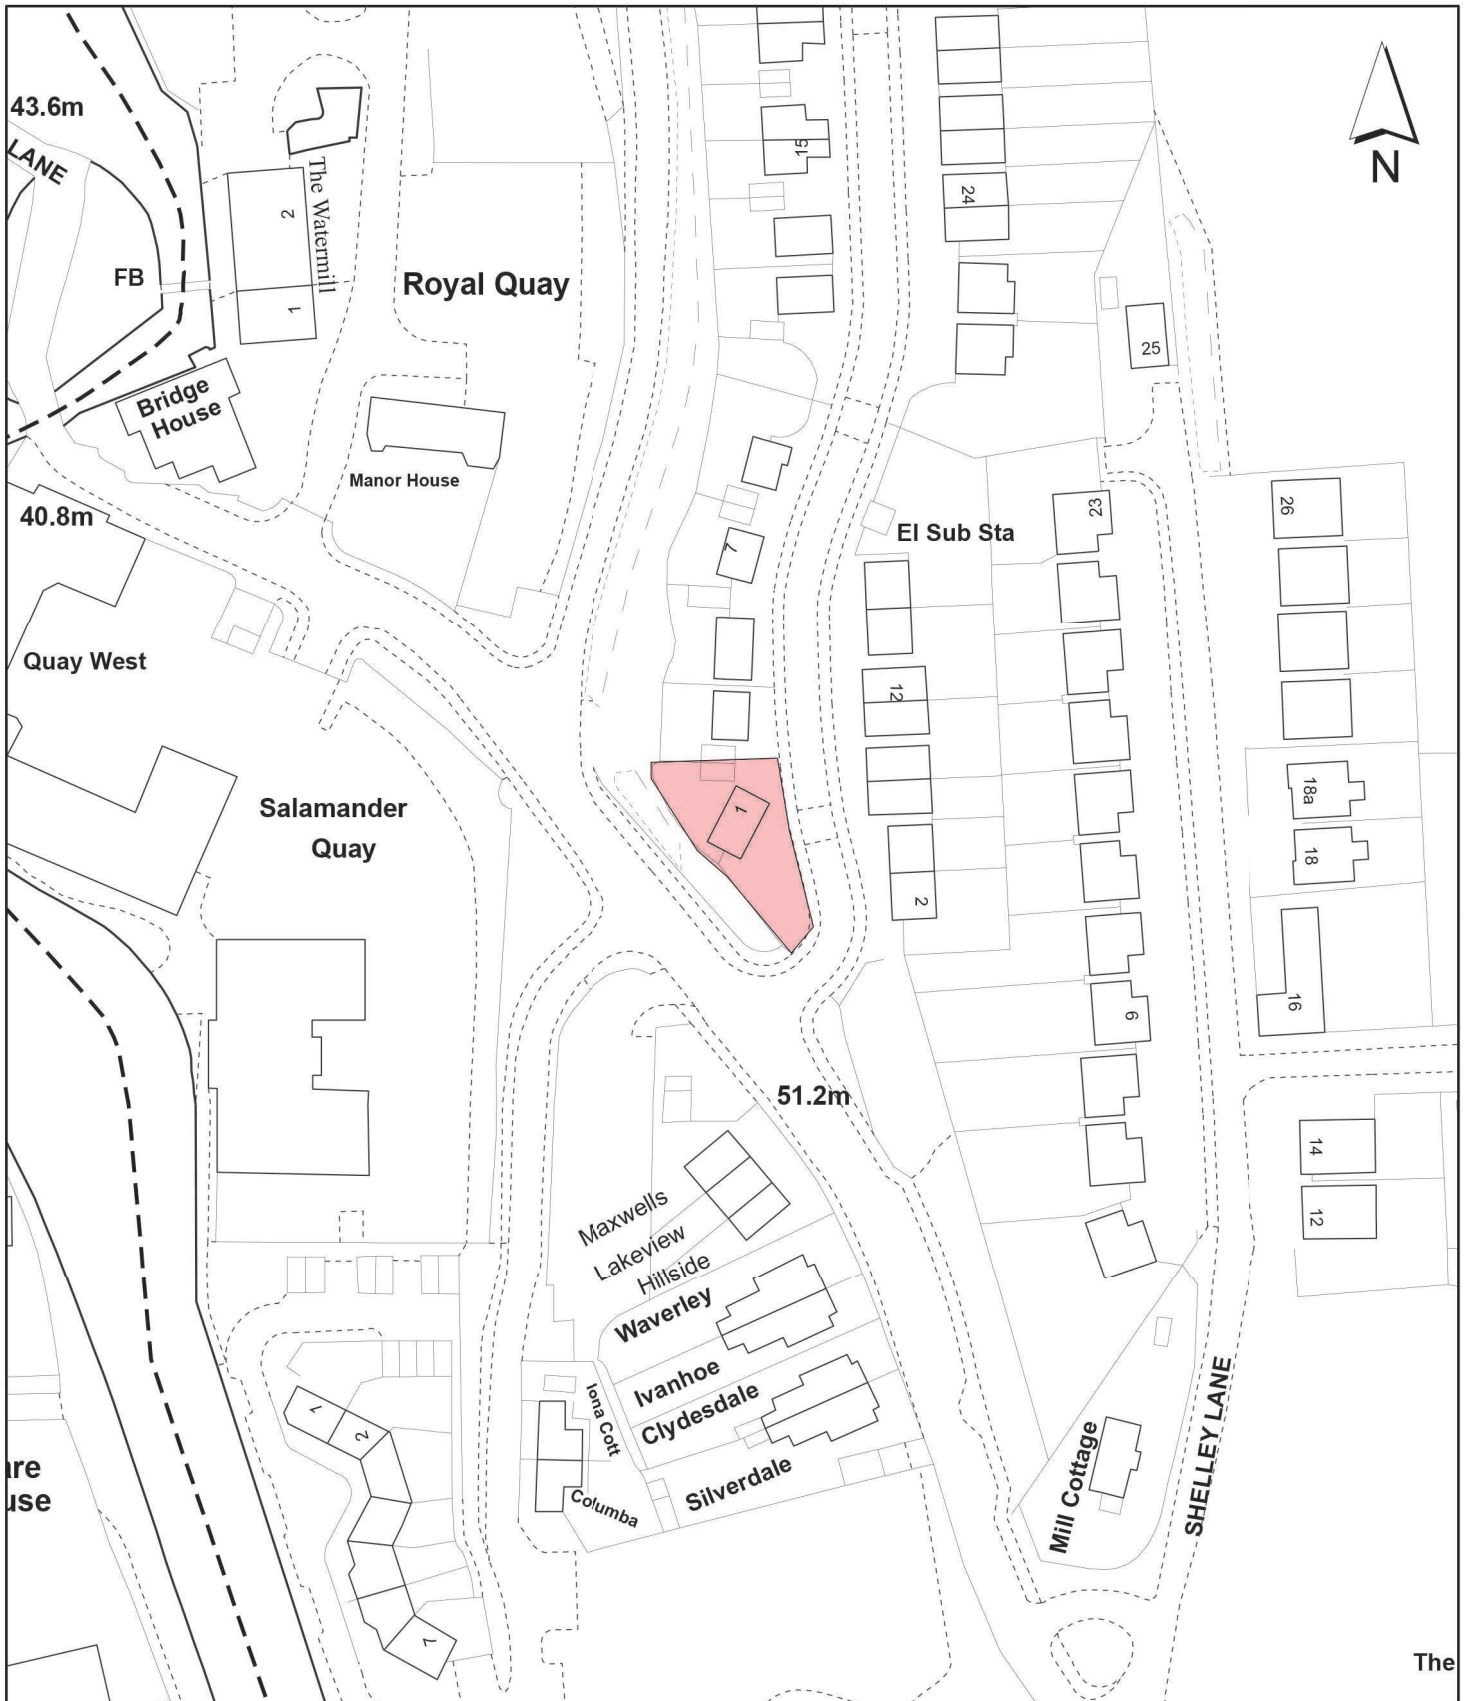 43.6m
LANE
The Watermill
2
1
FB
Royal Quay
Bridge
House
Manor House
40.8m
Quay West
Salamander
Quay
15
24
N
25
7
El Sub Sta
23
26
12
1
2
18a
18
16
6
51.2m
14
12
Maxwells
Lakeview
Hillside
Waverley
Ivanhoe
Clydesdale
Silverdale
Iona Cott
Columba
1
2
7
Mill Cottage
SHELLEY LANE
are
use
The